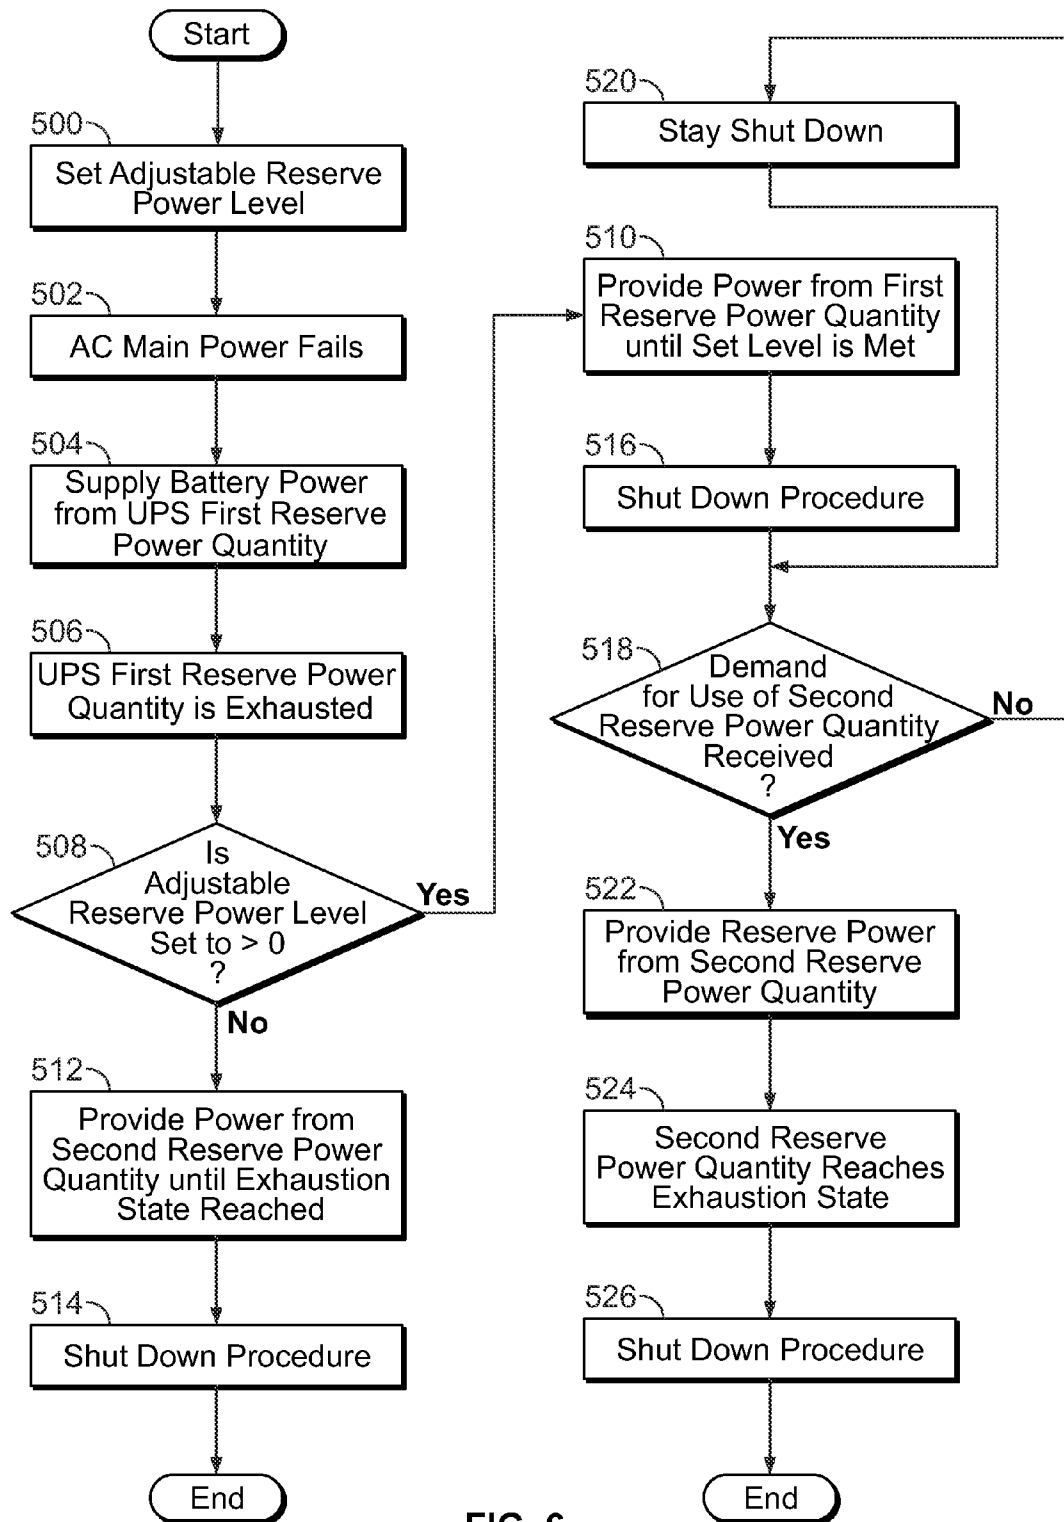 Start
500
Set Adjustable Reserve
Power Level
502
AC Main Power Fails
504
Supply Battery Power
from UPS First Reserve
Power Quantity
506
UPS First Reserve Power
Quantity is Exhausted
508
Is
Adjustable
Reserve Power Level
Set to > 0
?
Yes
No
512
Provide Power from
Second Reserve Power
Quantity until Exhaustion
State Reached
514
Shut Down Procedure
End
520
Stay Shut Down
510
Provide Power from First
Reserve Power Quantity
until Set Level is Met
516
Shut Down Procedure
518
Demand
for Use of Second
Reserve Power Quantity
Received
?
No
Yes
522
Provide Reserve Power
from Second Reserve
Power Quantity
524
Second Reserve
Power Quantity Reaches
Exhaustion State
526
Shut Down Procedure
End
FIG. 6